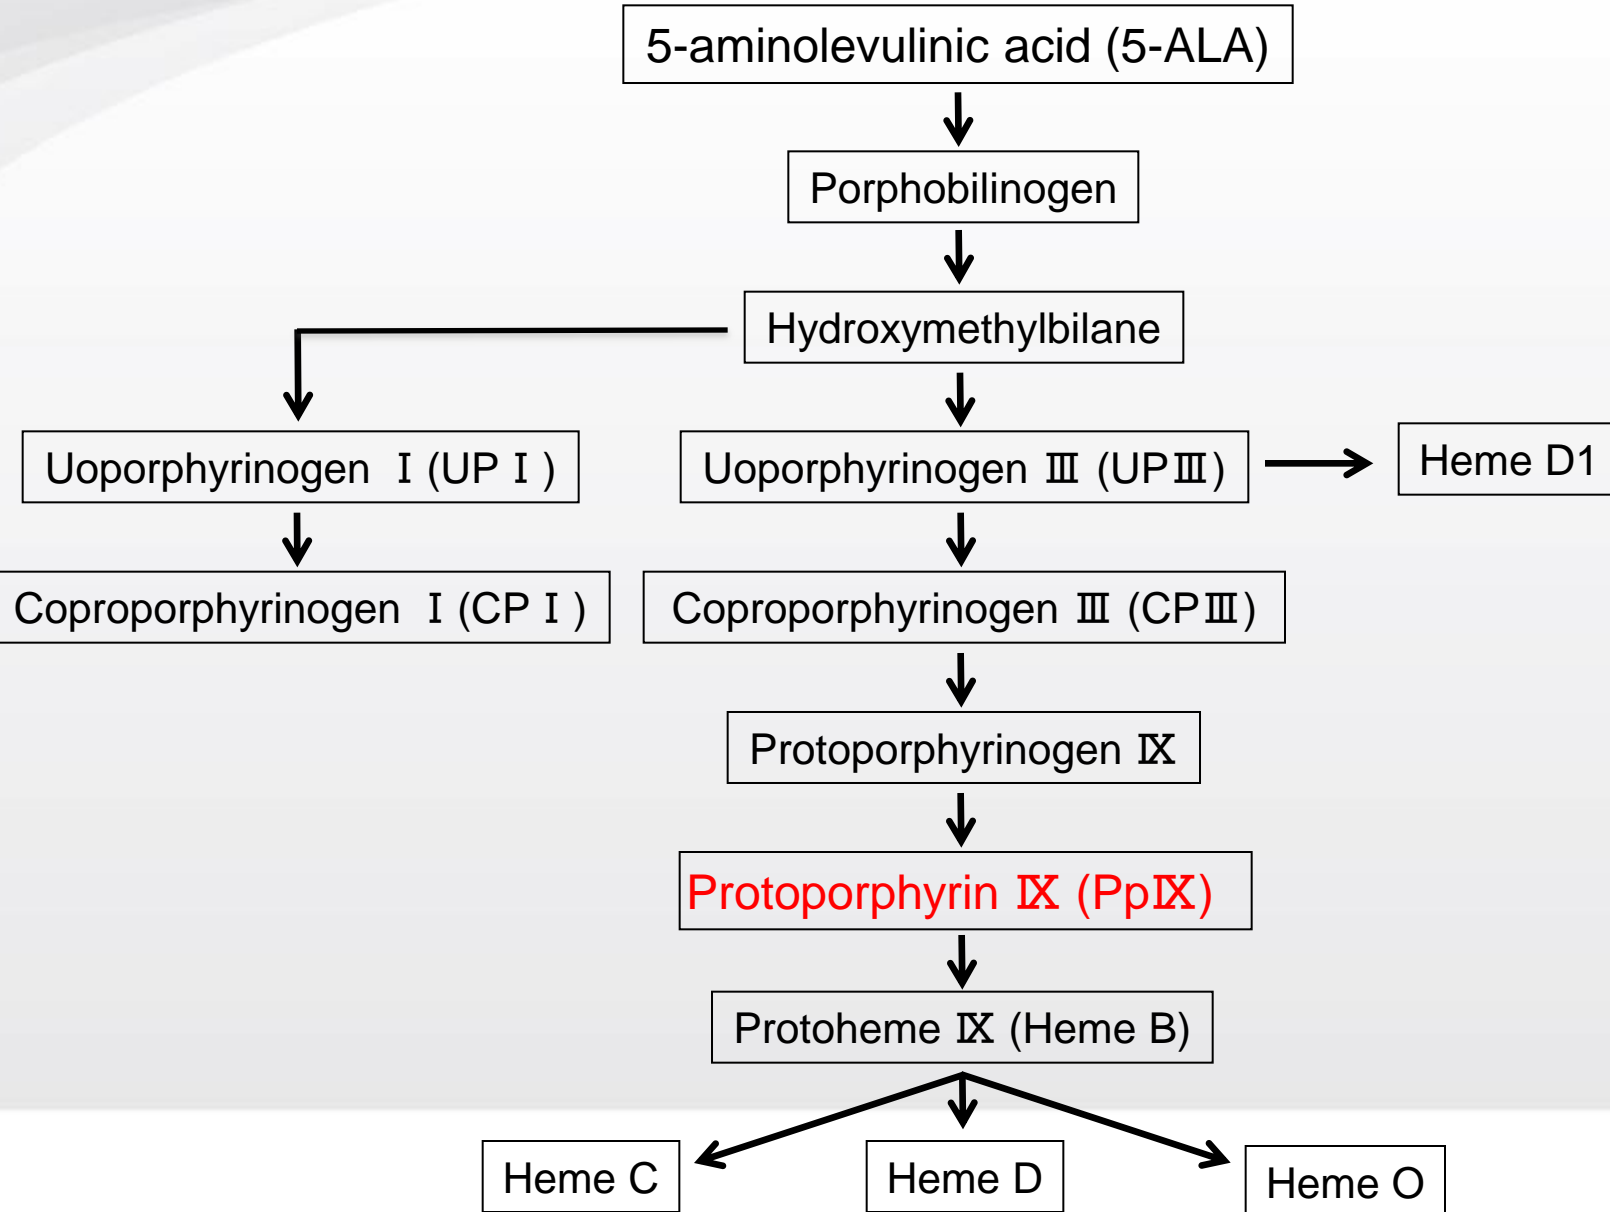 5-aminolevulinic acid (5-ALA)
Porphobilinogen
Hydroxymethylbilane
Uoporphyrinogen Ⅰ (UPⅠ)
Uoporphyrinogen Ⅲ (UPⅢ)
Heme D1
Coproporphyrinogen Ⅰ (CPⅠ)
Coproporphyrinogen Ⅲ (CPⅢ)
Protoporphyrinogen Ⅸ
Protoporphyrin Ⅸ (PpⅨ)
Protoheme Ⅸ (Heme B)
Heme C
Heme D
Heme O